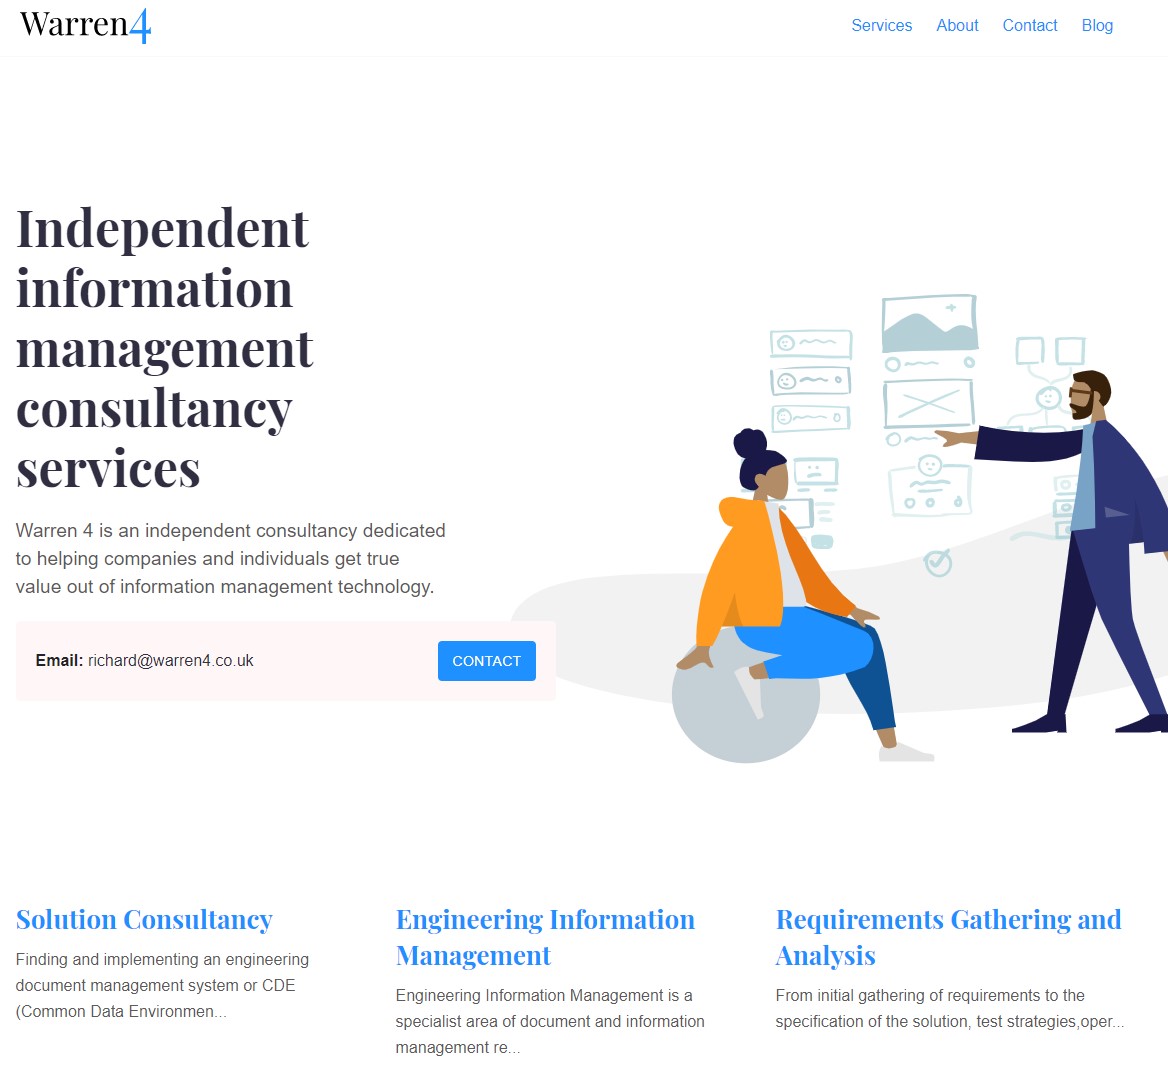 Warren4
Services About Contact Blog
Independent
information
management
consultancy
services
Warren 4 is an independent consultancy dedicated
to helping companies and individuals get true
value out of information management technology.
Email: richard@warren4.co.uk
CONTACT
Solution Consultancy
Finding and implementing an engineering
document management system or CDE
(Common Data Environmen...
Engineering Information
Management
Engineering Information Management is a
specialist area of document and information
management re...
Requirements Gathering and
Analysis
From initial gathering of requirements to the
specification of the solution, test strategies,oper...